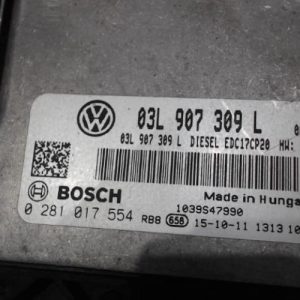 03L 907 309 L
03L 907 309 L DIESEL EDC17CP20 HW:
BOSCH
Made in Hunga
1039S47990
0 281 017 554 RBB 658 15-10-11 1313 10